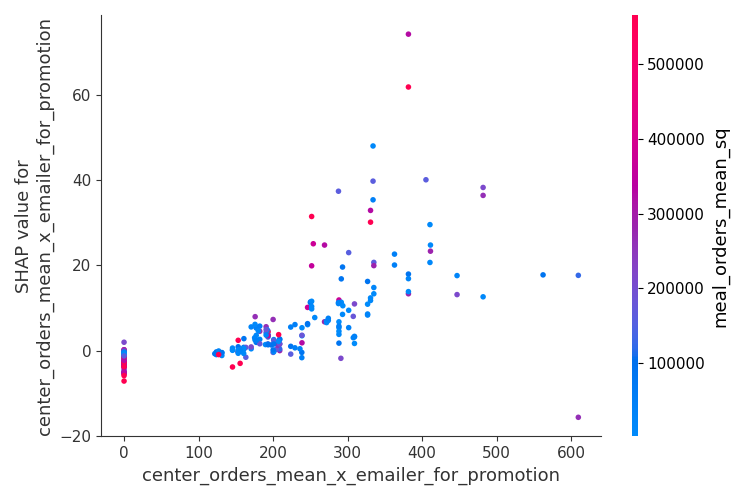 SHAP value for
center_orders_mean_x_emailer_for_promotion
60
40
20
0
−20
0 100 200 300 400 500 600
center_orders_mean_x_emailer_for_promotion
500000
400000
300000
200000
100000
meal_orders_mean_sq